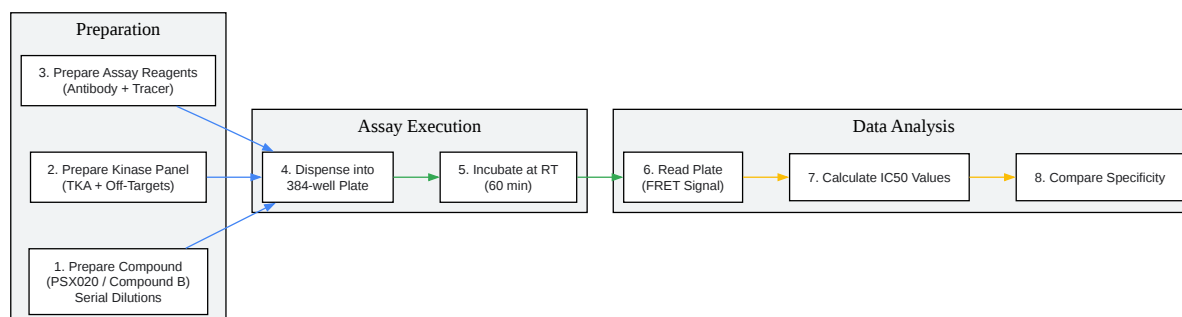 Preparation
3. Prepare Assay Reagents
(Antibody + Tracer)
2. Prepare Kinase Panel
(TKA + Off-Targets)
1. Prepare Compound
(PSX020 / Compound B)
Serial Dilutions
Assay Execution
4. Dispense into
384-well Plate
5. Incubate at RT
(60 min)
Data Analysis
6. Read Plate
(FRET Signal)
7. Calculate IC50 Values
8. Compare Specificity